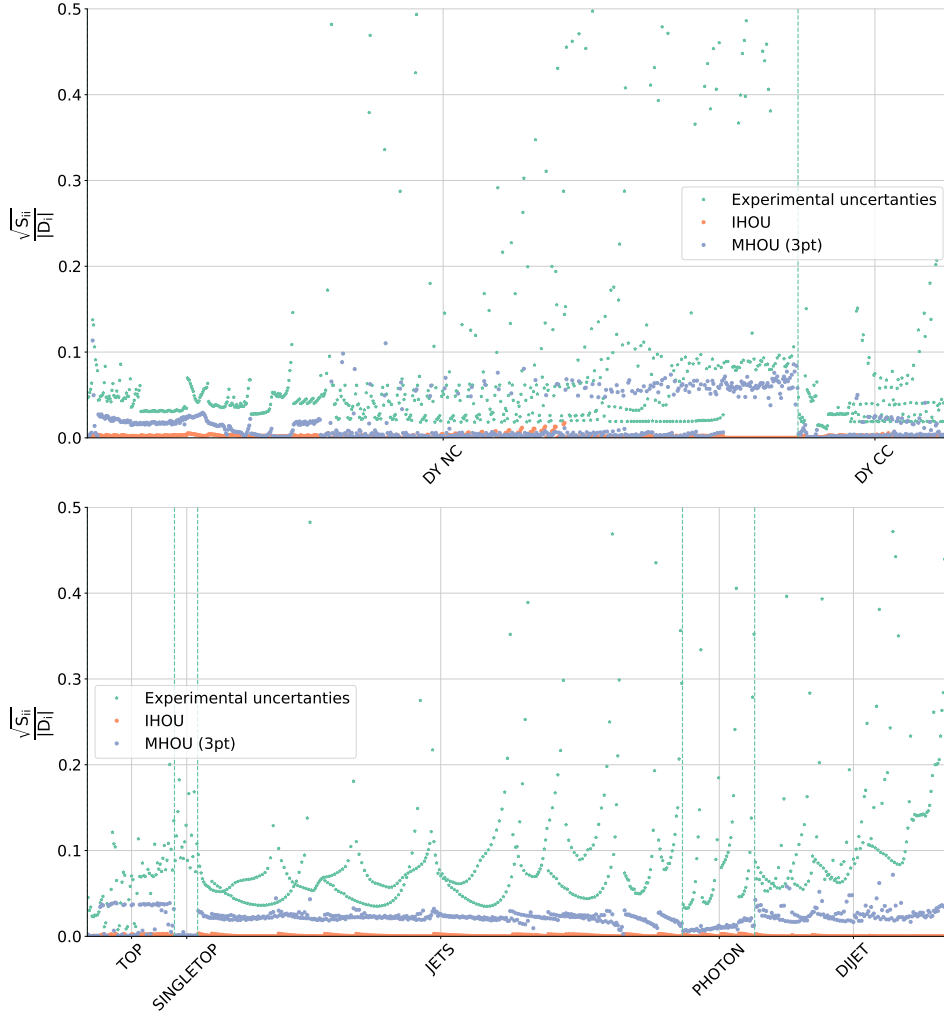 0.5
0.4
0.3
0.2
0.1
0.0
√Sii
|Di|
Experimental uncertanties
IHOU
MHOU (3pt)
DY NC
DY CC
0.5
0.4
0.3
0.2
0.1
0.0
√Sii
|Di|
Experimental uncertanties
IHOU
MHOU (3pt)
TOP
SINGLETOP
JETS
PHOTON
DIJET